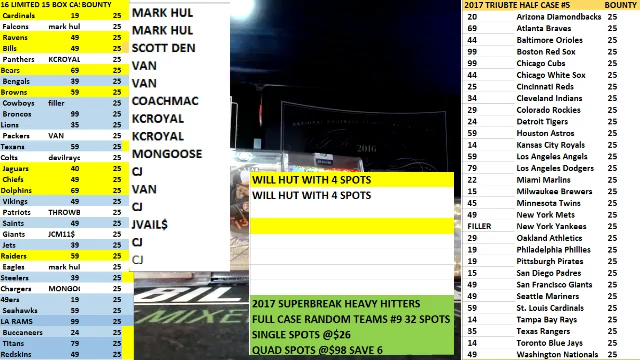 16 LIMITED 15 BOX CA! BOUNTY
Cardinals 19 25
Falcons mark hul 25
Ravens 49 25
Bills 49 25
Panthers KCROYAL 25
Bears 69 25
Bengals 39 25
Browns 59 25
Cowboys filler 25
Broncos 99 25
Lions 35 25
Packers VAN 25
Texans 59 25
Colts devilrayc 25
Jaguars 40 25
Chiefs 49 25
Dolphins 69 25
Vikings 49 25
Patriots THROWB 25
Saints 49 25
Giants JCM11$ 25
Jets 39 25
Raiders 59 25
Eagles mark hul 25
Steelers 39 25
Chargers MONGO 25
49ers 19 25
Seahawks 59 25
LA RAMS 99 25
Buccaneers 24 25
Titans 79 25
Redskins 49 25
MARK HUL
MARK HUL
SCOTT DEN
VAN
VAN
COACHMAC
KCROYAL
KCROYAL
MONGOOSE
CJ
VAN
CJ
JVAIL$
CJ
CJ
2016
WILL HUT WITH 4 SPOTS
WILL HUT WITH 4 SPOTS
2017 SUPERBREAK HEAVY HITTERS
FULL CASE RANDOM TEAMS #9 32 SPOTS
SINGLE SPOTS @$26
QUAD SPOTS @$98 SAVE 6
2017 TRIUBTE HALF CASE #5 BOUNTY
20 Arizona Diamondbacks 25
69 Atlanta Braves 25
44 Baltimore Orioles 25
99 Boston Red Sox 25
99 Chicago Cubs 25
44 Chicago White Sox 25
25 Cincinnati Reds 25
34 Cleveland Indians 25
29 Colorado Rockies 25
24 Detroit Tigers 25
59 Houston Astros 25
14 Kansas City Royals 25
59 Los Angeles Angels 25
79 Los Angeles Dodgers 25
22 Miami Marlins 25
15 Milwaukee Brewers 25
45 Minnesota Twins 25
49 New York Mets 25
FILLER New York Yankees 25
29 Oakland Athletics 25
19 Philadelphia Phillies 25
19 Pittsburgh Pirates 25
15 San Diego Padres 25
49 San Francisco Giants 25
49 Seattle Mariners 25
59 St. Louis Cardinals 25
14 Tampa Bay Rays 25
35 Texas Rangers 25
14 Toronto Blue Jays 25
49 Washington Nationals 25